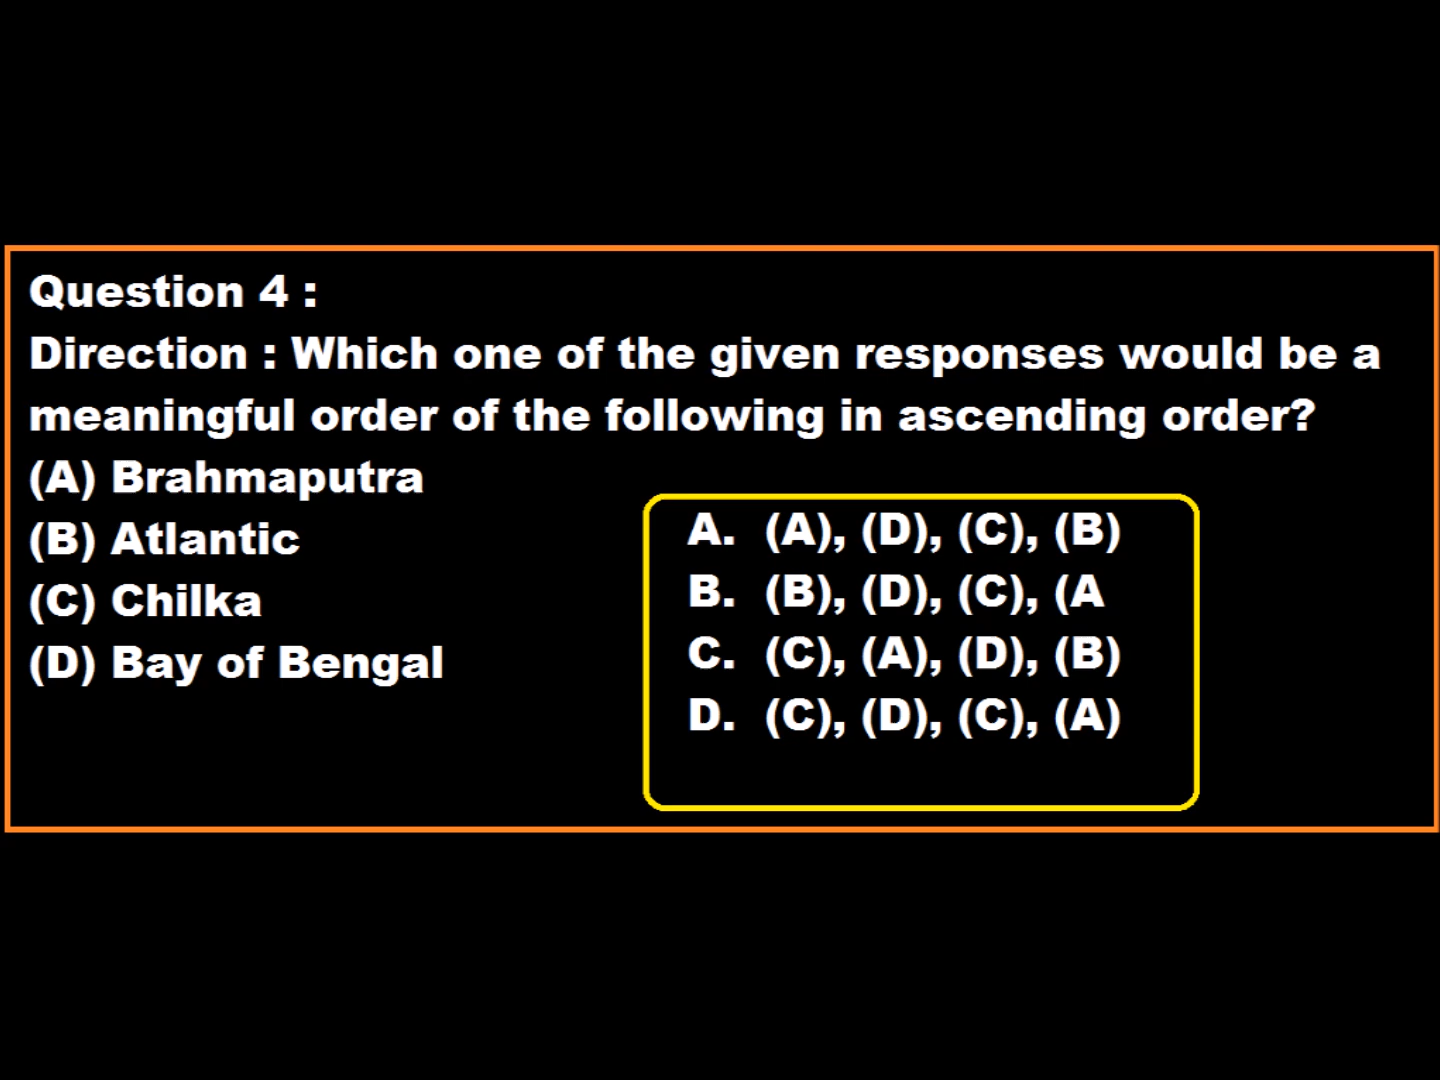 Question 4 :
Direction : Which one of the given responses would be a
meaningful order of the following in ascending order?
(A) Brahmaputra
(B) Atlantic
(C) Chilka
(D) Bay of Bengal
A. (A), (D), (C), (B)
B. (B), (D), (C), (A
C. (C), (A), (D), (B)
D. (C), (D), (C), (A)